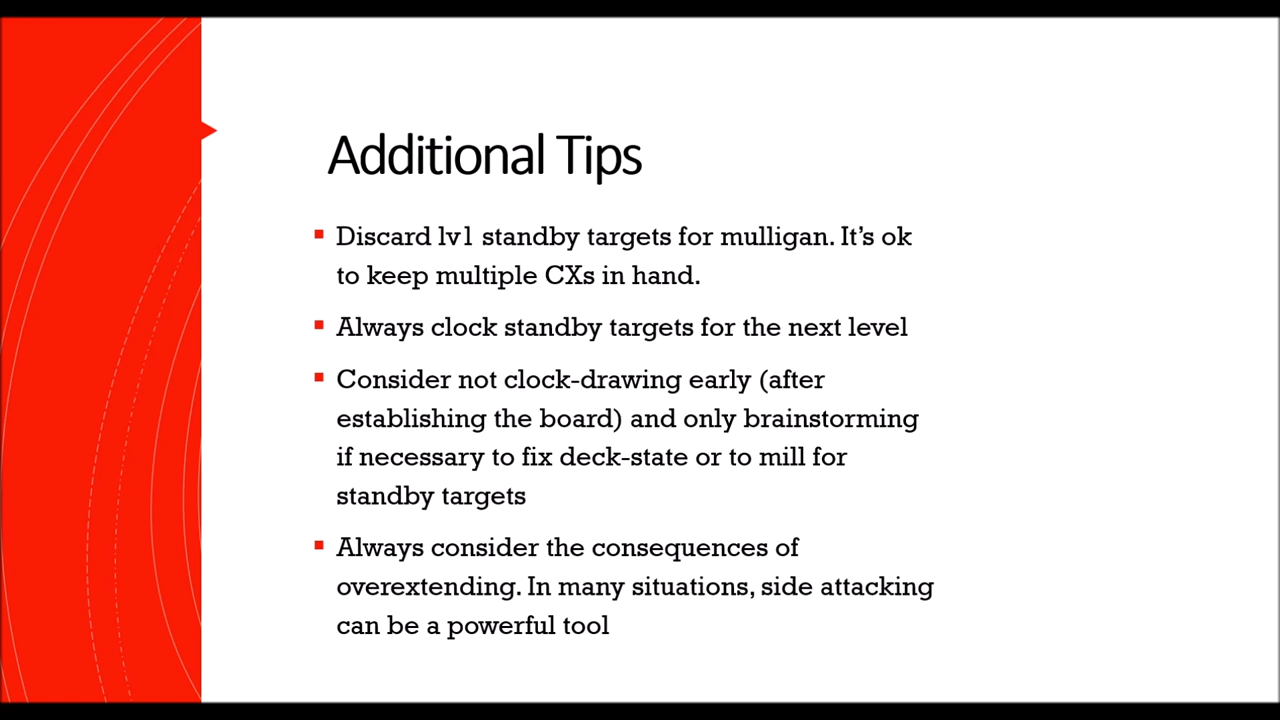 Additional Tips
Discard lv1 standby targets for mulligan. It's ok
to keep multiple CXs in hand.
Always clock standby targets for the next level
Consider not clock-drawing early (after
establishing the board) and only brainstorming
if necessary to fix deck-state or to mill for
standby targets
Always consider the consequences of
overextending. In many situations, side attacking
can be a powerful tool